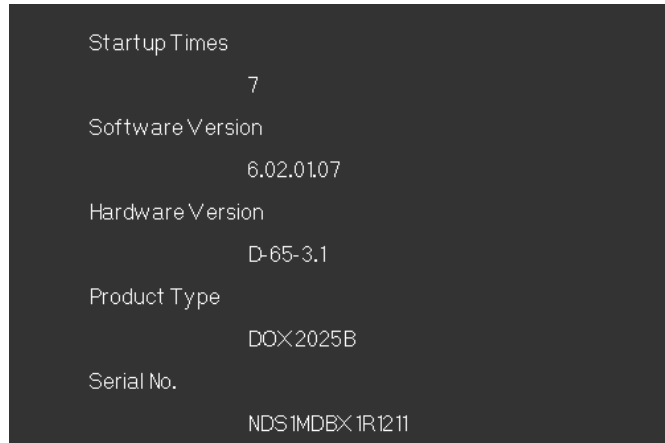 Startup Times
7
Software Version
6.02.01.07
Hardware Version
D-65-3.1
Product Type
DOX2025B
Serial No.
NDS1MDBX1R1211